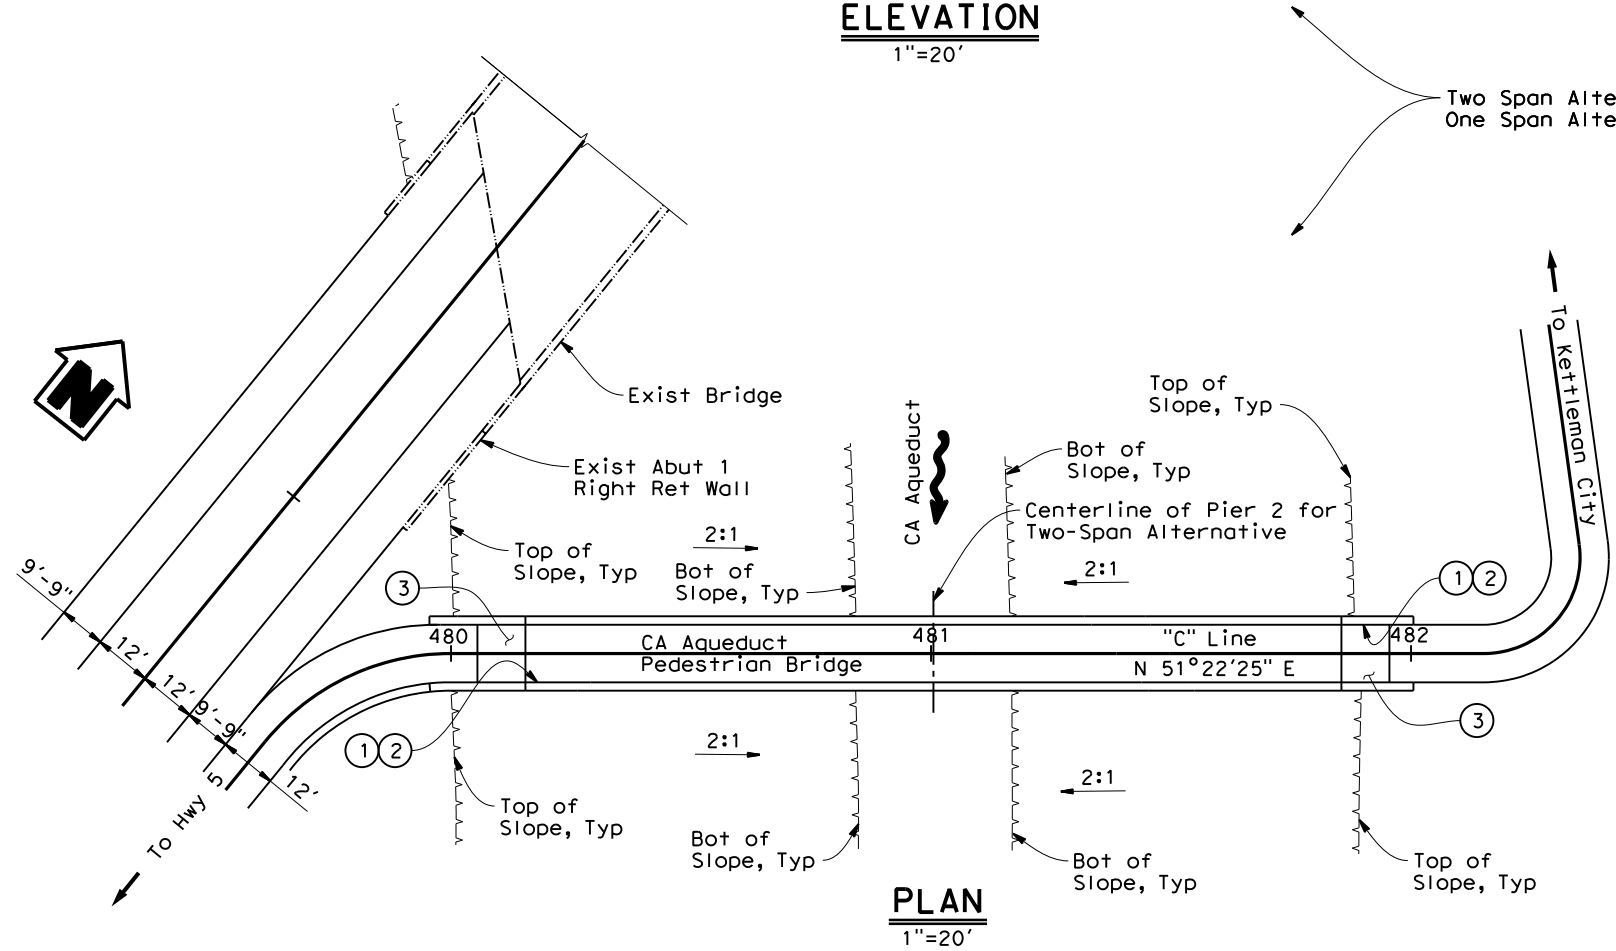 ELEVATION
1"=20'
Two Span Alte
One Span Alte
N
To Kettleman City
Exist Bridge
Top of
Slope, Typ
CA Aqueduct
Bot of
Slope, Typ
Exist Abut 1
Right Ret Wall
Centerline of Pier 2 for
Two-Span Alternative
2:1
Top of
Slope, Typ
Bot of
Slope, Typ
2:1
3
1 2
9'-9"
12'
12'
9'-9"
12'
480
481
482
CA Aqueduct
Pedestrian Bridge
"C" Line
N 51°22'25" E
3
1 2
2:1
2:1
To Hwy 5
Top of
Slope, Typ
Bot of
Slope, Typ
Bot of
Slope, Typ
Top of
Slope, Typ
PLAN
1"=20'